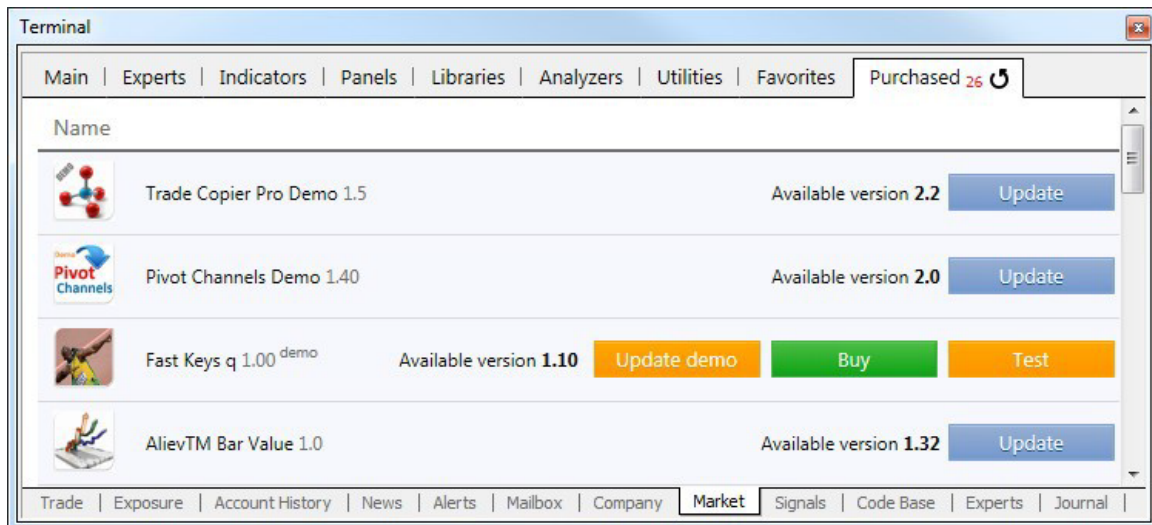 Terminal
Main | Experts | Indicators | Panels | Libraries | Analyzers | Utilities | Favorites | Purchased 26
Name
Trade Copier Pro Demo 1.5 Available version 2.2 Update
Demo
Pivot
Channels
Pivot Channels Demo 1.40 Available version 2.0 Update
Fast Keys q 1.00 demo Available version 1.10 Update demo Buy Test
AlievTM Bar Value 1.0 Available version 1.32 Update
Trade | Exposure | Account History | News | Alerts | Mailbox | Company | Market | Signals | Code Base | Experts | Journal |